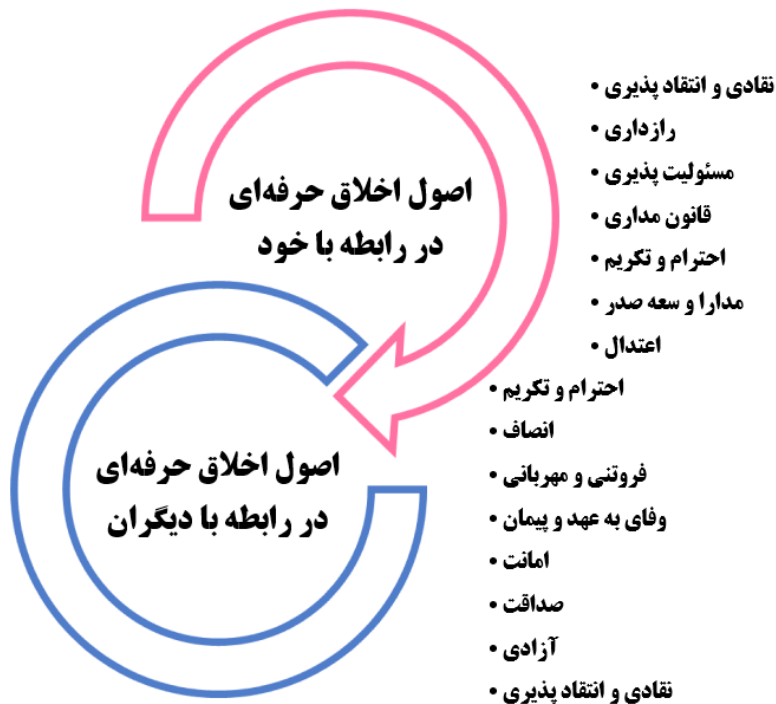 اصول اخلاق حرفه‌ای
در رابطه با خود
• نقادی و انتقاد پذیری
• رازداری
• مسئولیت پذیری
• قانون مداری
• احترام و تکریم
• مدارا و سعه صدر
• اعتدال
اصول اخلاق حرفه‌ای
در رابطه با دیگران
• احترام و تکریم
• انصاف
• فروتنی و مهربانی
• وفای به عهد و پیمان
• امانت
• صداقت
• آزادی
• نقادی و انتقاد پذیری